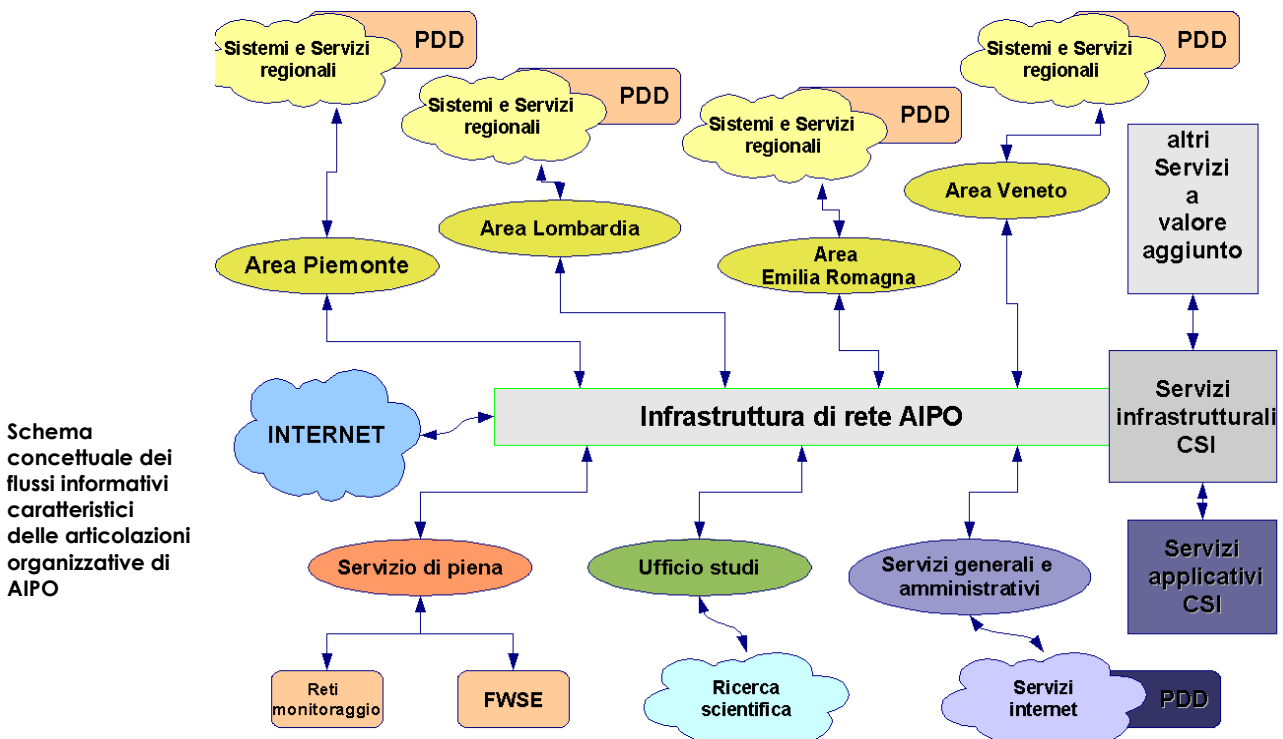 Sistemi e Servizi
regionali
PDD
Sistemi e Servizi
regionali
PDD
Sistemi e Servizi
regionali
PDD
Sistemi e Servizi
regionali
PDD
altri
Servizi
a
valore
aggiunto
Area Piemonte
Area Lombardia
Area
Emilia Romagna
Area Veneto
INTERNET
Infrastruttura di rete AIPO
Servizi
infrastrutturali
CSI
Schema
concettuale dei
flussi informativi
caratteristici
delle articolazioni
organizzative di
AIPO
Servizio di piena
Ufficio studi
Servizi generali e
amministrativi
Servizi
applicativi
CSI
Reti
monitoraggio
FWSE
Ricerca
scientifica
Servizi
internet
PDD